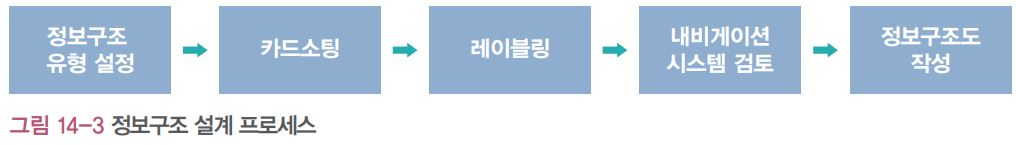 정보구조
유형 설정
카드소팅
레이블링
내비게이션
시스템 검토
정보구조도
작성
그림 14-3 정보구조 설계 프로세스